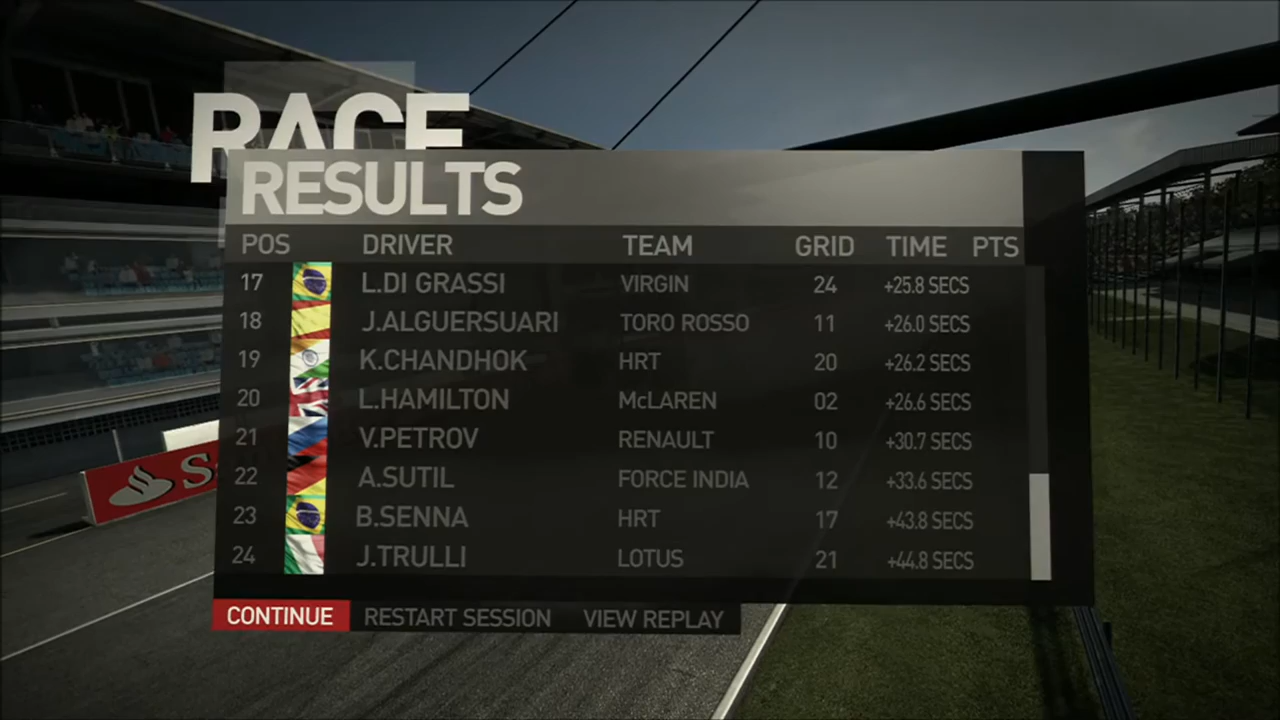 RACE
RESULTS
POS DRIVER TEAM GRID TIME PTS
17 L.DI GRASSI VIRGIN 24 +25.8 SECS
18 J.ALGUERSUARI TORO ROSSO 11 +26.0 SECS
19 K.CHANDHOK HRT 20 +26.2 SECS
20 L.HAMILTON McLAREN 02 +26.6 SECS
21 V.PETROV RENAULT 10 +30.7 SECS
22 A.SUTIL FORCE INDIA 12 +33.6 SECS
23 B.SENNA HRT 17 +43.8 SECS
24 J.TRULLI LOTUS 21 +44.8 SECS
CONTINUE RESTART SESSION VIEW REPLAY